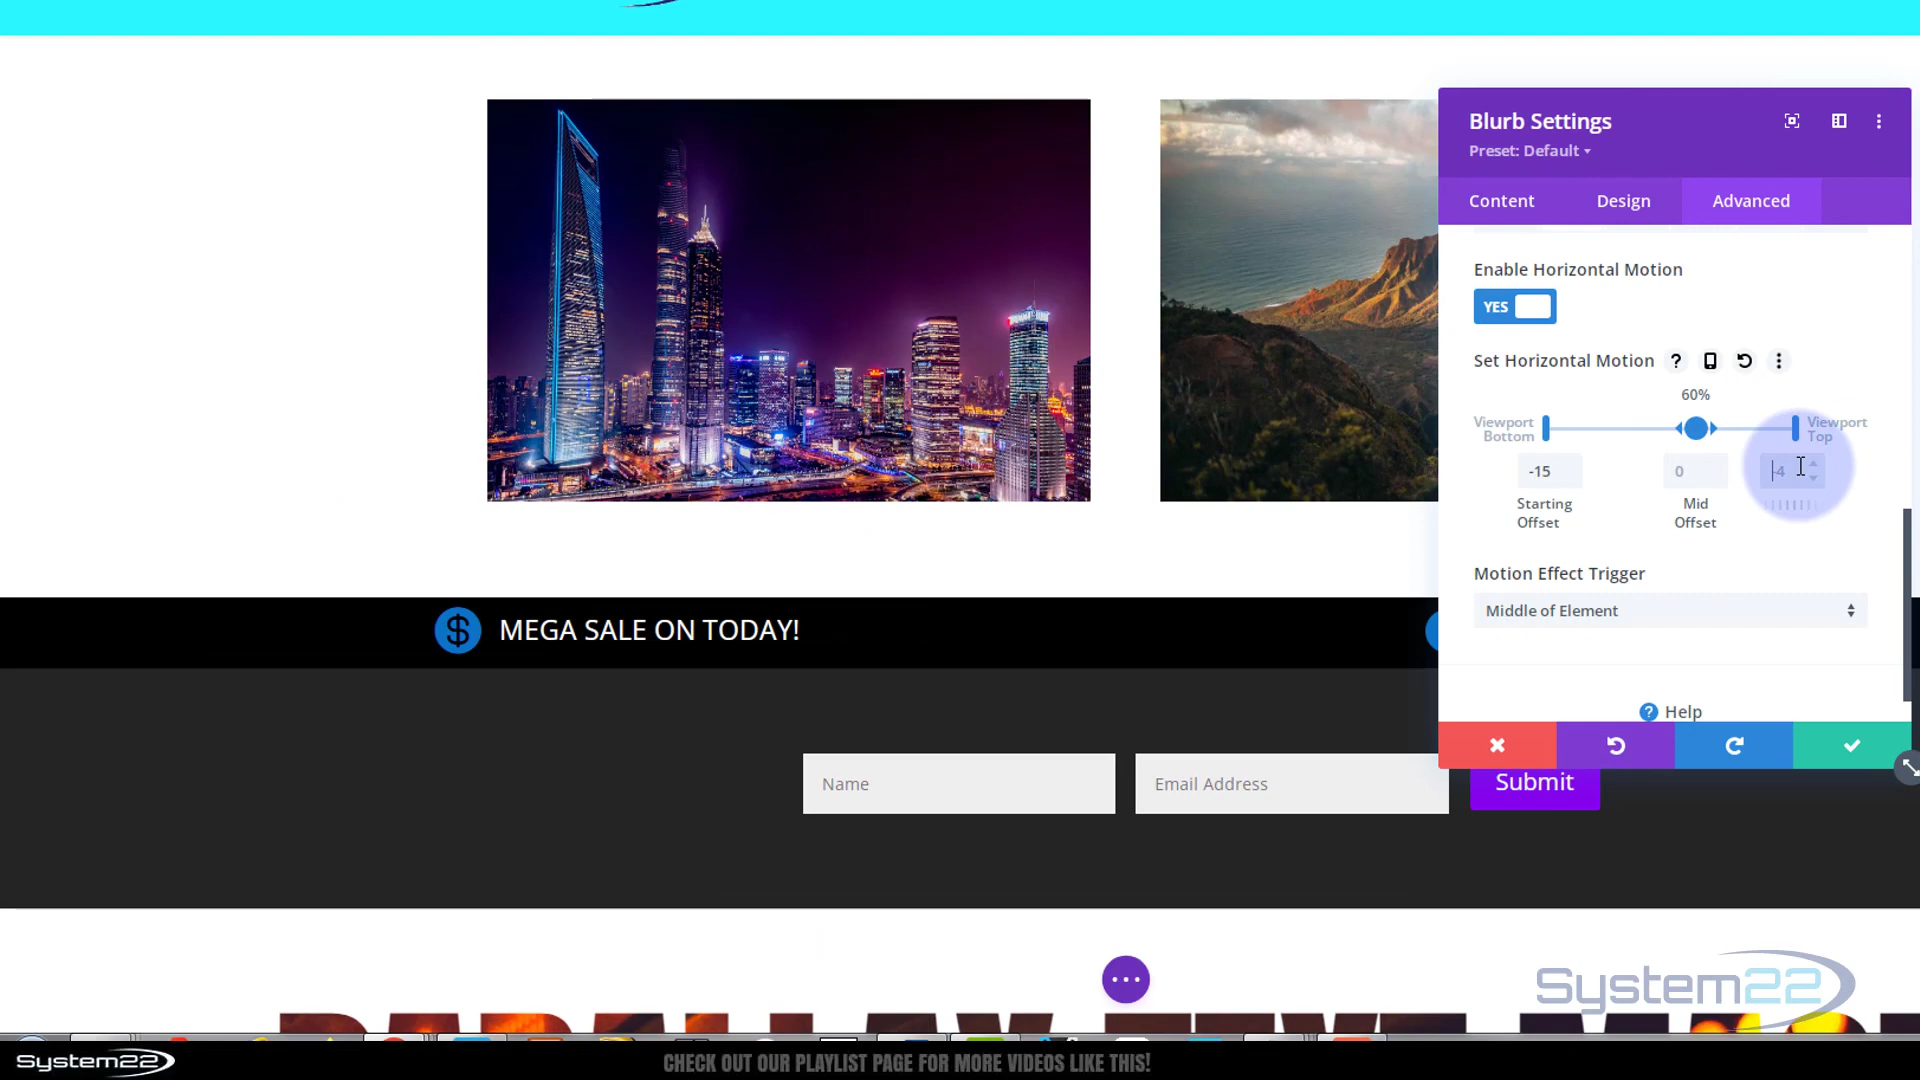 Blurb Settings
Preset: Default
Content
Design
Advanced
Enable Horizontal Motion
YES
Set Horizontal Motion ?
60%
Viewport
Bottom
Viewport
Top
-15
0
-4
Starting
Offset
Mid
Offset
Motion Effect Trigger
Middle of Element
? Help
$ MEGA SALE ON TODAY!
Name
Email Address
Submit
System22
System22
CHECK OUT OUR PLAYLIST PAGE FOR MORE VIDEOS LIKE THIS!